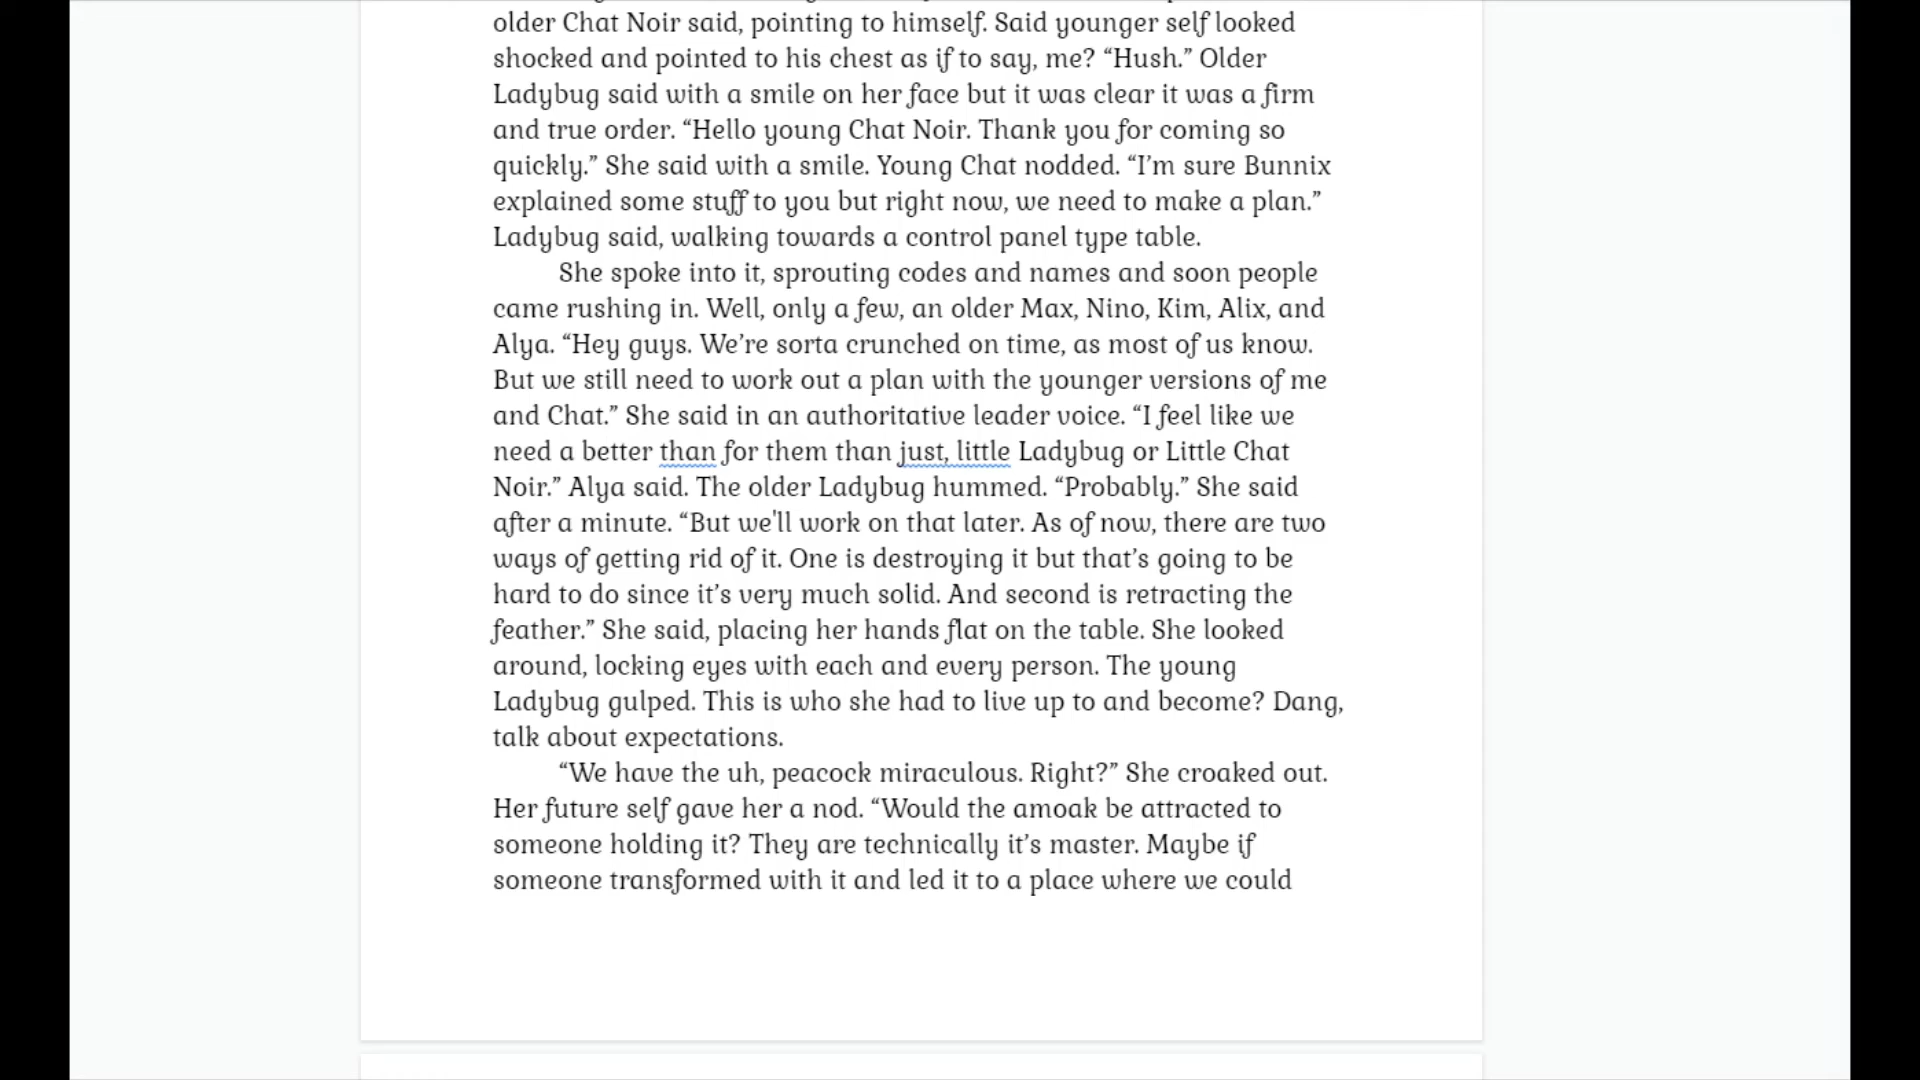 older Chat Noir said, pointing to himself. Said younger self looked
shocked and pointed to his chest as if to say, me? “Hush.” Older
Ladybug said with a smile on her face but it was clear it was a firm
and true order. “Hello young Chat Noir. Thank you for coming so
quickly.” She said with a smile. Young Chat nodded. “I’m sure Bunnix
explained some stuff to you but right now, we need to make a plan.”
Ladybug said, walking towards a control panel type table.
She spoke into it, sprouting codes and names and soon people
came rushing in. Well, only a few, an older Max, Nino, Kim, Alix, and
Alya. “Hey guys. We’re sorta crunched on time, as most of us know.
But we still need to work out a plan with the younger versions of me
and Chat.” She said in an authoritative leader voice. “I feel like we
need a better than for them than just, little Ladybug or Little Chat
Noir.” Alya said. The older Ladybug hummed. “Probably.” She said
after a minute. “But we'll work on that later. As of now, there are two
ways of getting rid of it. One is destroying it but that’s going to be
hard to do since it’s very much solid. And second is retracting the
feather.” She said, placing her hands flat on the table. She looked
around, locking eyes with each and every person. The young
Ladybug gulped. This is who she had to live up to and become? Dang,
talk about expectations.
“We have the uh, peacock miraculous. Right?” She croaked out.
Her future self gave her a nod. “Would the amoak be attracted to
someone holding it? They are technically it’s master. Maybe if
someone transformed with it and led it to a place where we could